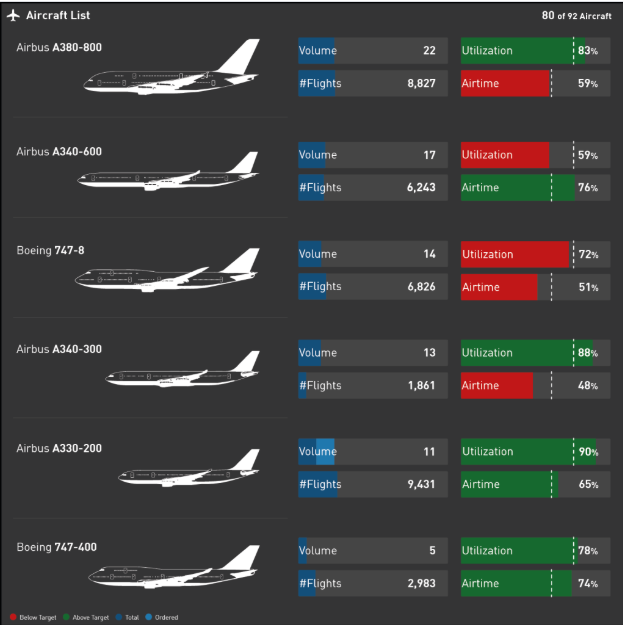 Aircraft List
80 of 92 Aircraft
Airbus A380-800
Volume 22
Utilization 83%
#Flights 8,827
Airtime 59%
Airbus A340-600
Volume 17
Utilization 59%
#Flights 6,243
Airtime 76%
Boeing 747-8
Volume 14
Utilization 72%
#Flights 6,826
Airtime 51%
Airbus A340-300
Volume 13
Utilization 88%
#Flights 1,861
Airtime 48%
Airbus A330-200
Volume 11
Utilization 90%
#Flights 9,431
Airtime 65%
Boeing 747-400
Volume 5
Utilization 78%
#Flights 2,983
Airtime 74%
Below Target Above Target Total Ordered